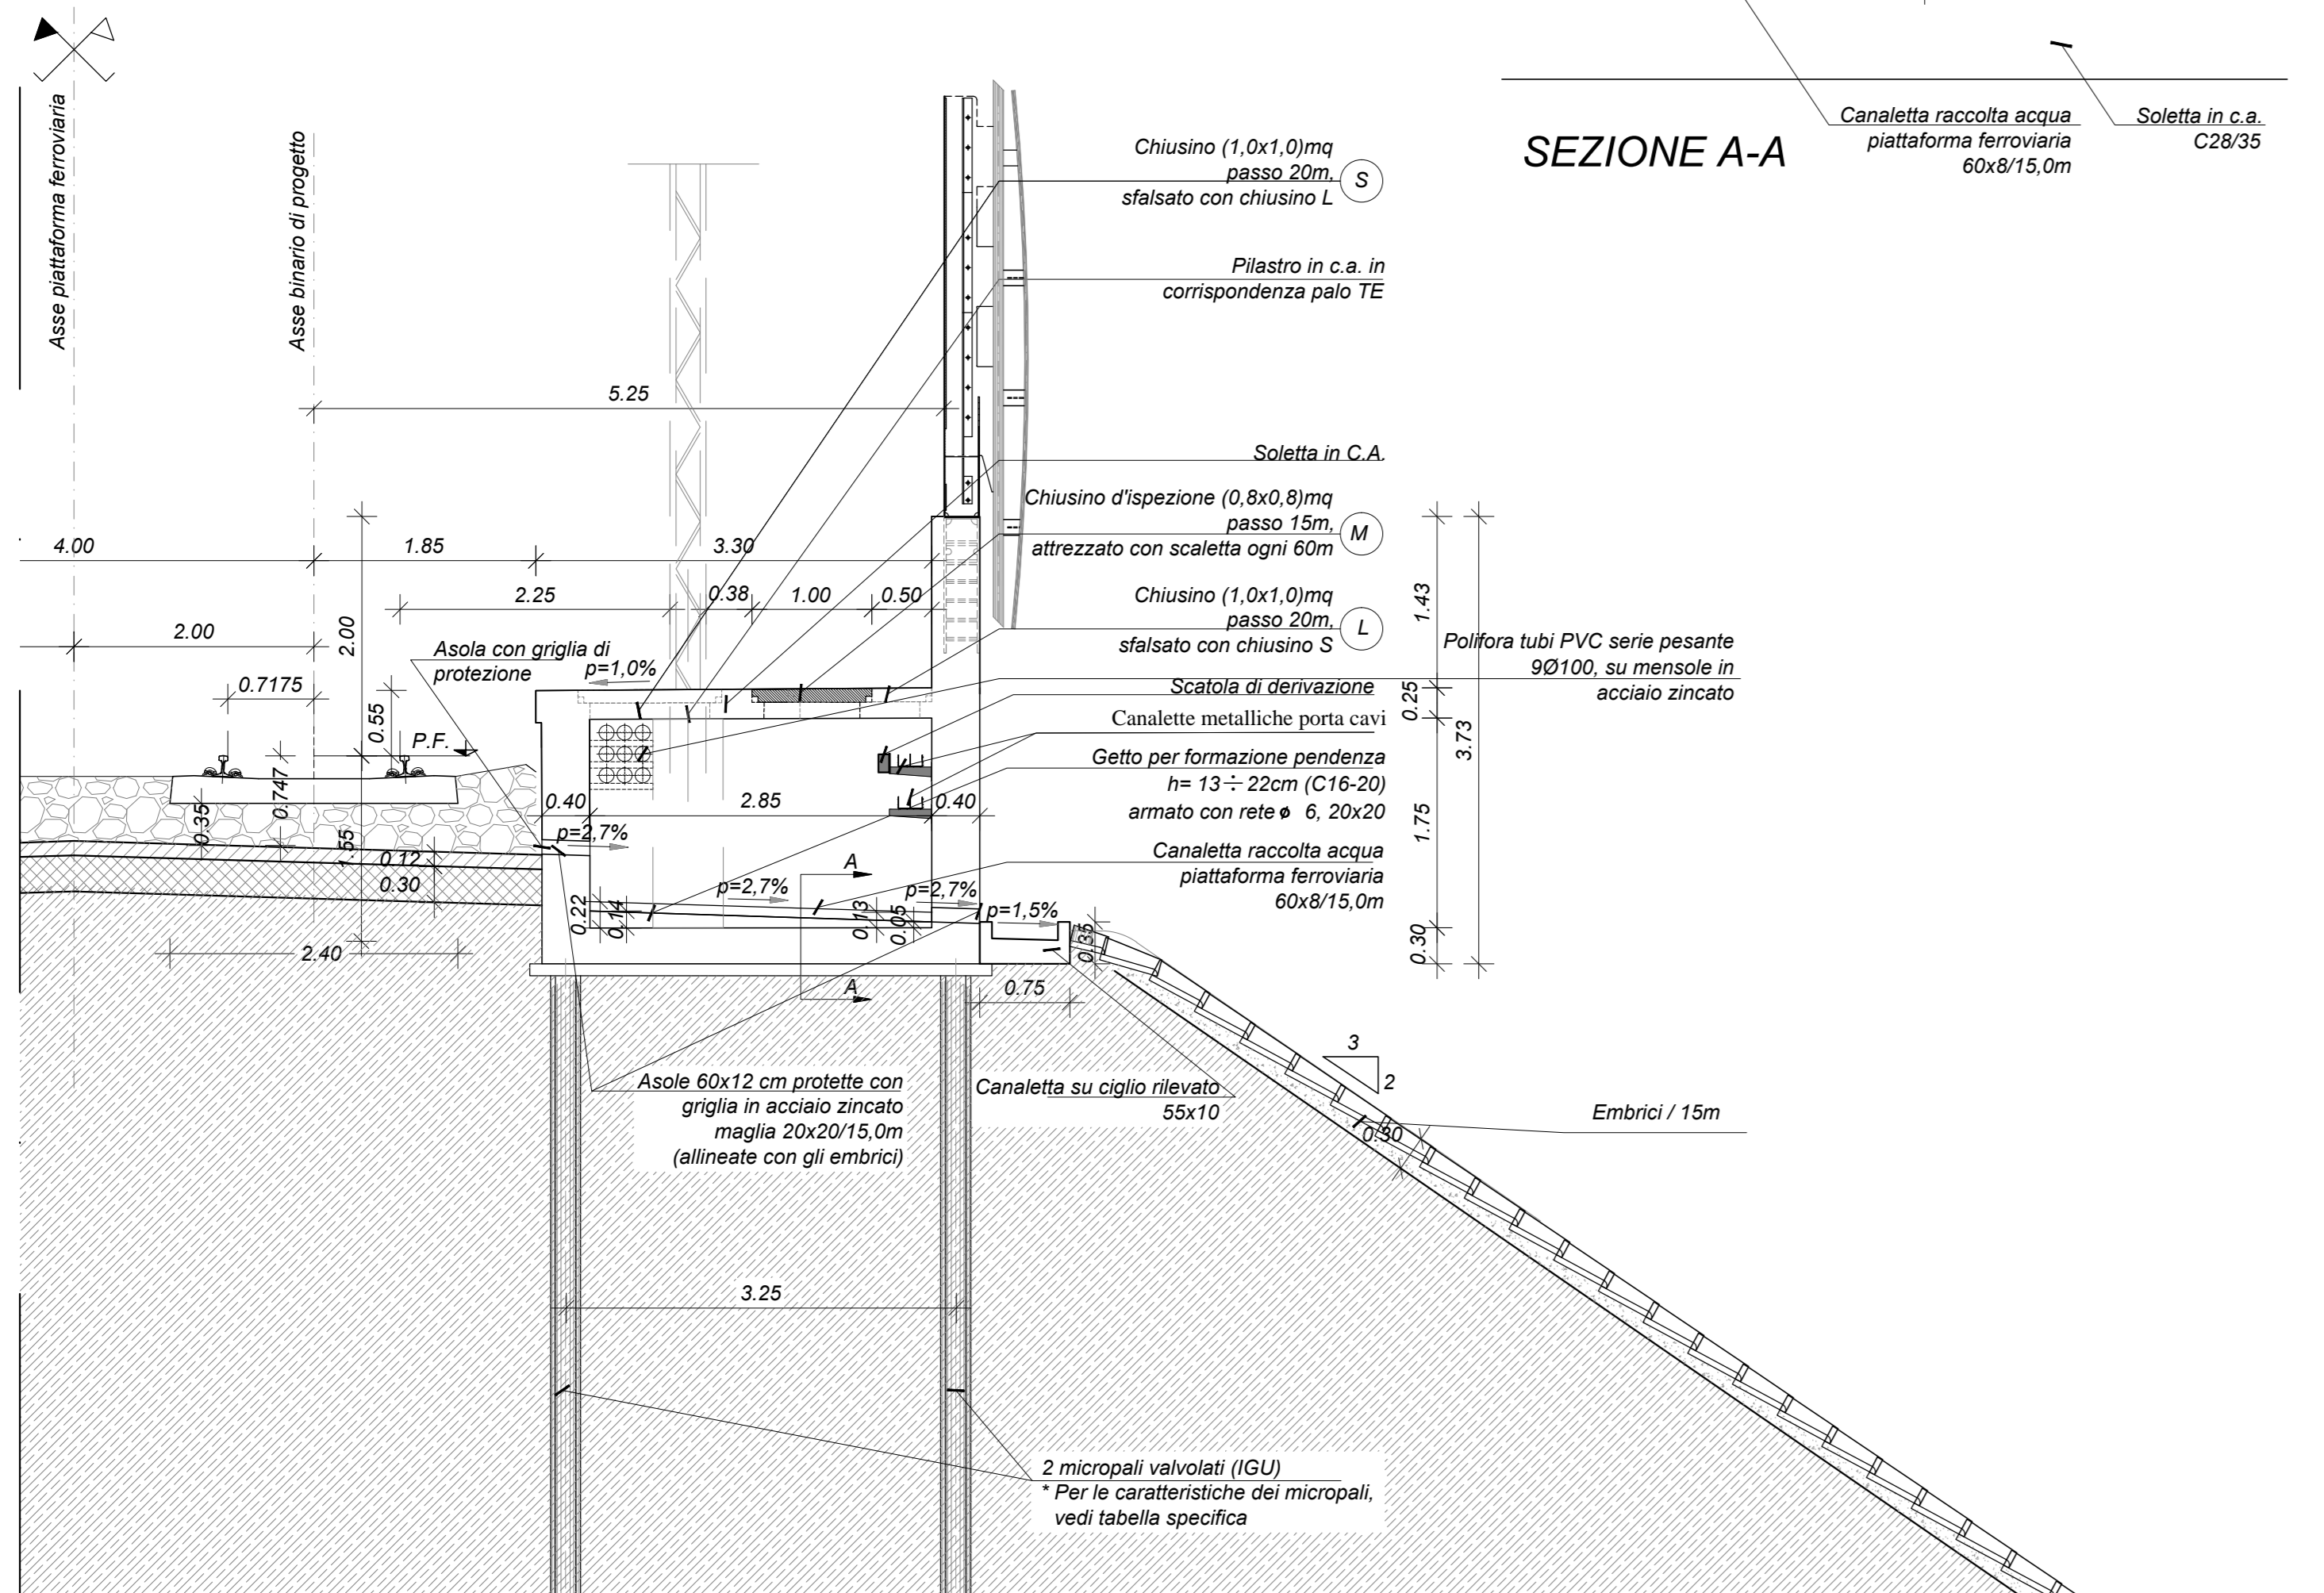 Asse piattaforma ferroviaria
Asse binario di progetto
SEZIONE A-A
Canaletta raccolta acqua
piattaforma ferroviaria
60x8/15,0m
Soletta in c.a.
C28/35
Chiusino (1,0x1,0)mq
passo 20m,
sfalsato con chiusino L
S
Pilastro in c.a. in
corrispondenza palo TE
5.25
Soletta in C.A.
Chiusino d'ispezione (0,8x0,8)mq
passo 15m,
attrezzato con scaletta ogni 60m
M
4.00
1.85
3.30
2.25
0.38
1.00
0.50
Chiusino (1,0x1,0)mq
passo 20m,
sfalsato con chiusino S
L
1.43
2.00
2.00
Asola con griglia di
protezione
p=1,0%
Polifora tubi PVC serie pesante
9Ø100, su mensole in
acciaio zincato
0.7175
0.55
P.F.
Scatola di derivazione
Canalette metalliche porta cavi
0.25
3.73
Getto per formazione pendenza
h= 13÷22cm (C16-20)
armato con rete ø 6, 20x20
0.747
0.35
0.40
2.85
0.40
1.75
p=2,7%
1.55
0.12
0.30
Canaletta raccolta acqua
piattaforma ferroviaria
60x8/15,0m
A
p=2,7%
p=2,7%
0.22
0.14
0.13
0.05
p=1,5%
0.35
0.30
2.40
A
0.75
3
2
Asole 60x12 cm protette con
griglia in acciaio zincato
maglia 20x20/15,0m
(allineate con gli embrici)
Canaletta su ciglio rilevato
55x10
Embrici / 15m
0.30
3.25
2 micropali valvolati (IGU)
* Per le caratteristiche dei micropali,
vedi tabella specifica